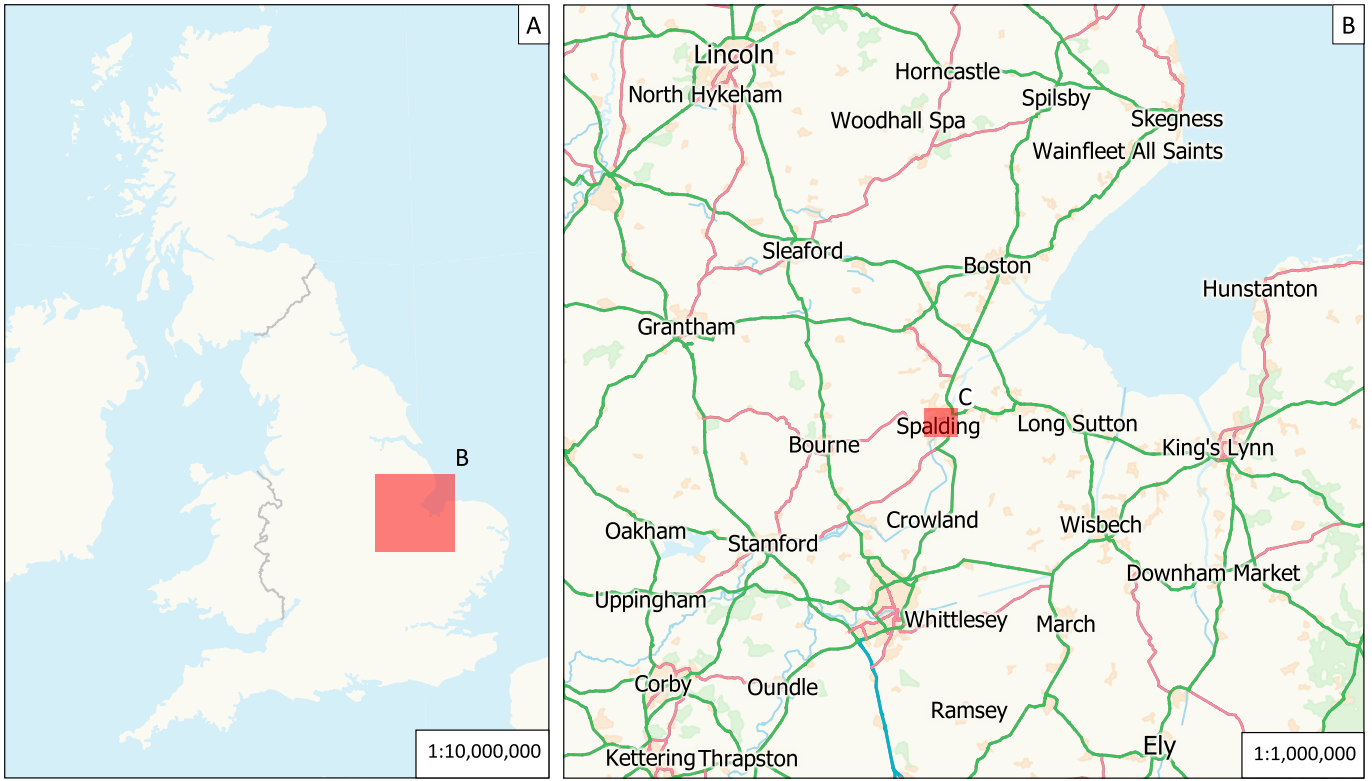 A
B
1:10,000,000
B
Lincoln
North Hykeham
Horncastle
Spilsby
Woodhall Spa
Skegness
Wainfleet All Saints
Sleaford
Boston
Hunstanton
Grantham
C
Spalding
Long Sutton
Bourne
King's Lynn
Crowland
Wisbech
Oakham
Stamford
Downham Market
Uppingham
Whittlesey
March
Corby
Oundle
Ramsey
Ely
Kettering
Thrapston
1:1,000,000